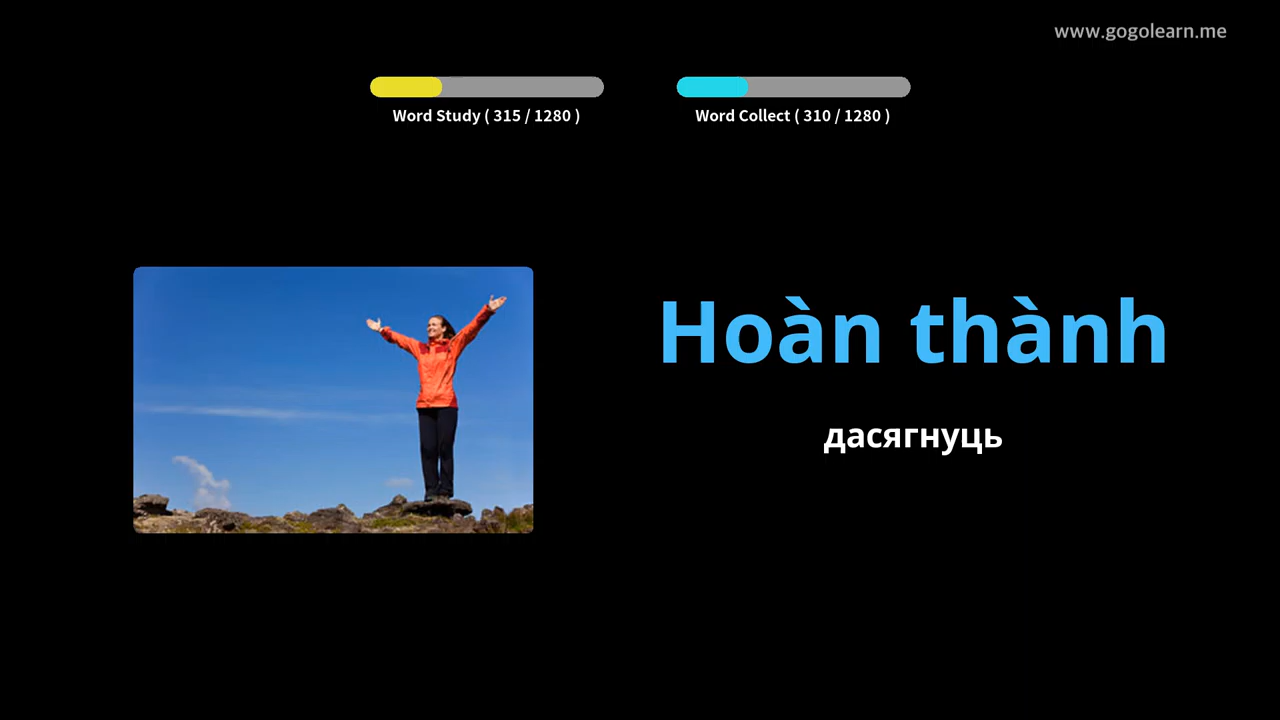 www.gogolearn.me
Word Study ( 315 / 1280 )
Word Collect ( 310 / 1280 )
Hoàn thành
дасягнуць